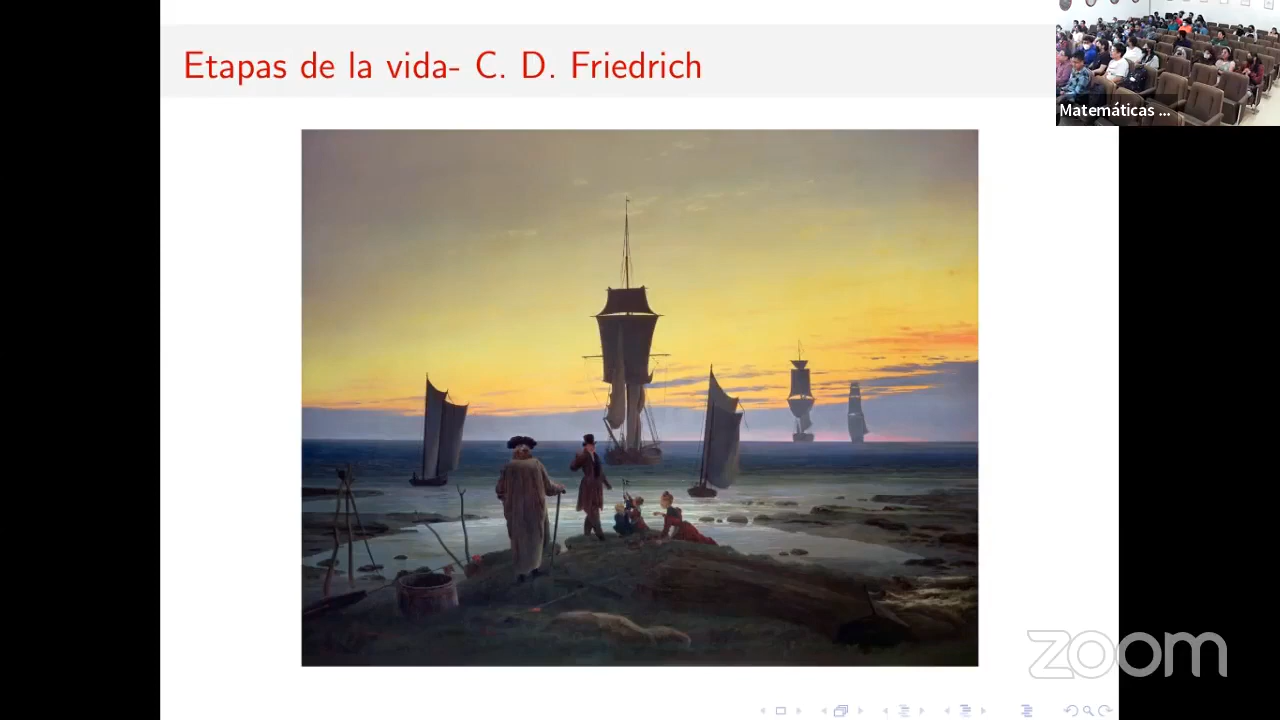 Etapas de la vida- C. D. Friedrich
Matemáticas ...
zoom